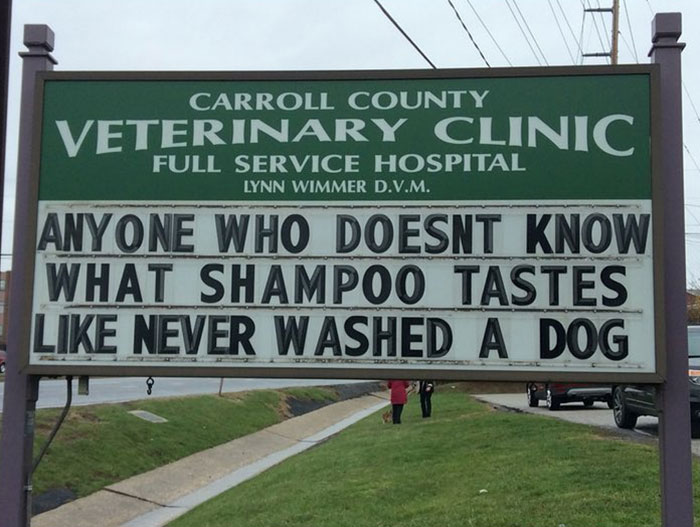 CARROLL COUNTY
VETERINARY CLINIC
FULL SERVICE HOSPITAL
LYNN WIMMER D.V.M.
ANYONE WHO DOESNT KNOW
WHAT SHAMPOO TASTES
LIKE NEVER WASHED A DOG